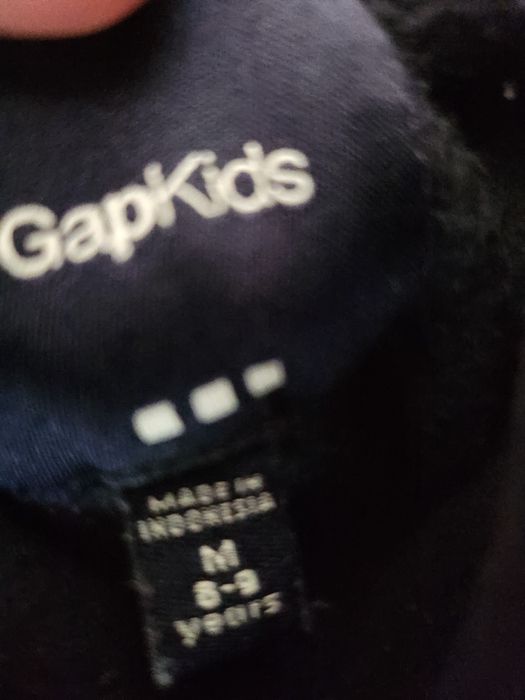 GapKids
MADE IN
INDONESIA
M
8-9
years